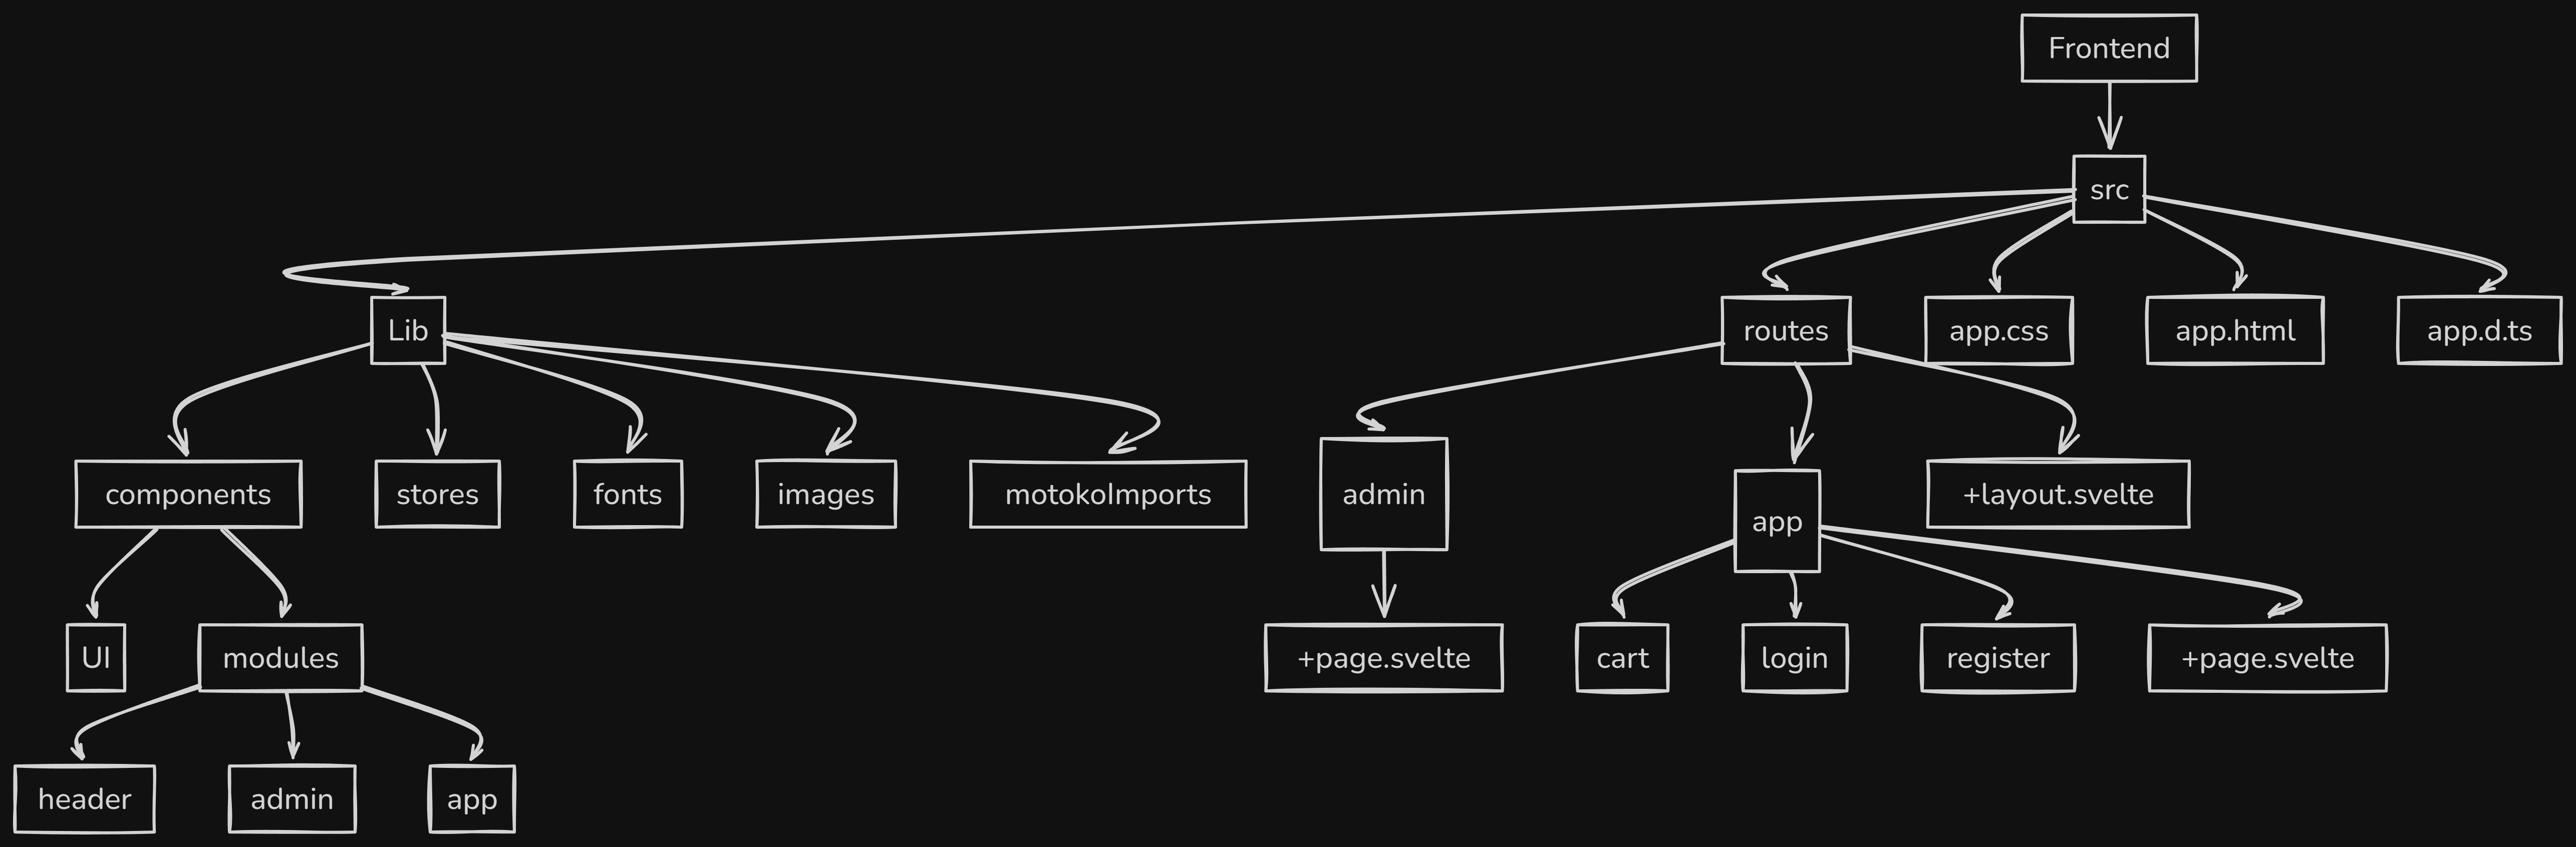 Frontend
src
Lib
routes
app.css
app.html
app.d.ts
components
stores
fonts
images
motokoImports
admin
app
+layout.svelte
UI
modules
+page.svelte
cart
login
register
+page.svelte
header
admin
app